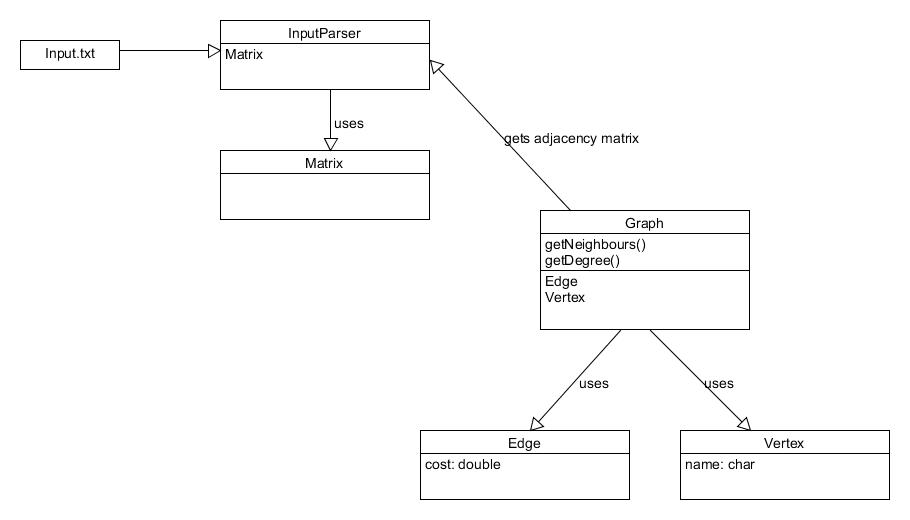 InputParser
Input.txt
Matrix
uses
gets adjacency matrix
Matrix
Graph
getNeighbours()
getDegree()
Edge
Vertex
uses
uses
Edge
Vertex
cost: double
name: char